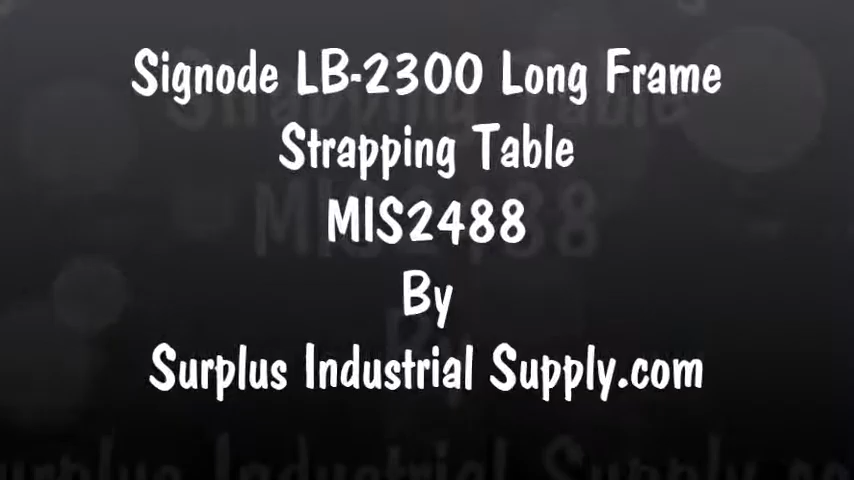 Signode LB-2300 Long Frame
Strapping Table
MIS2488
By
Surplus Industrial Supply.com